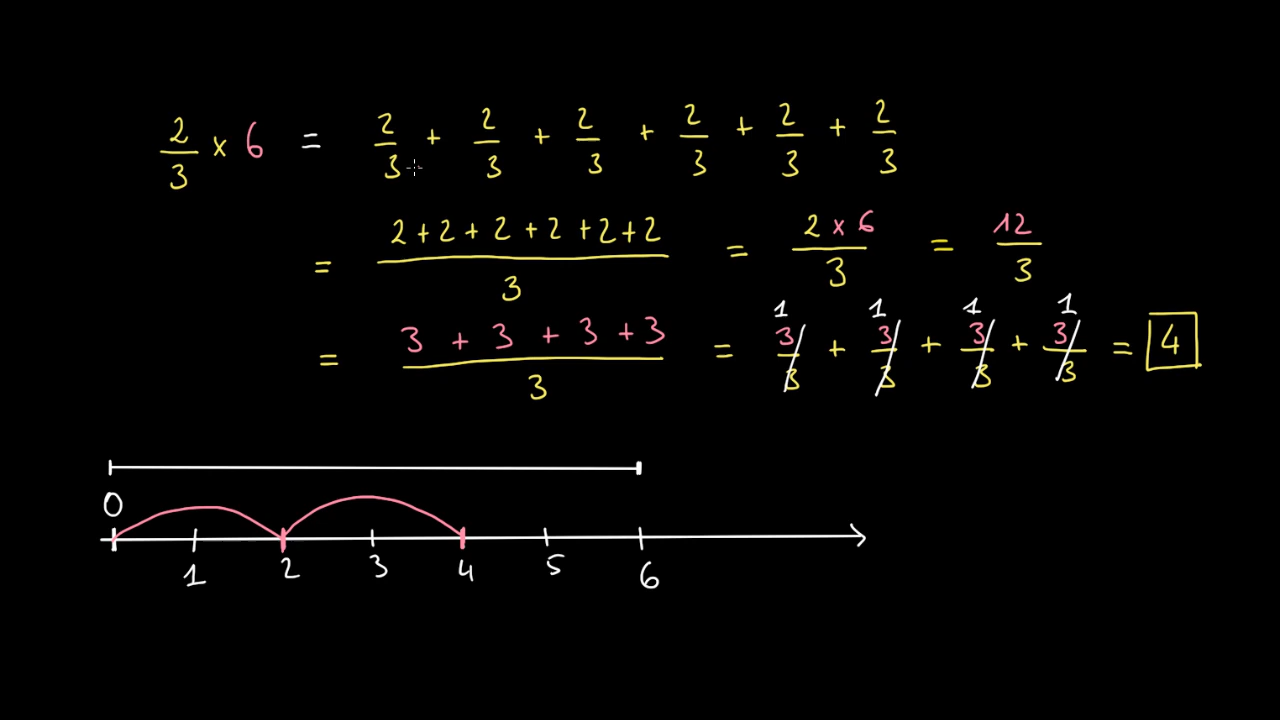 2/3 × 6 = 2/3 + 2/3 + 2/3 + 2/3 + 2/3 + 2/3
= (2+2+2+2+2+2)/3 = (2 × 6)/3 = 12/3
= (3 + 3 + 3 + 3)/3 = 3/3 + 3/3 + 3/3 + 3/3 = 4
1 1 1 1
0
1 2 3 4 5 6